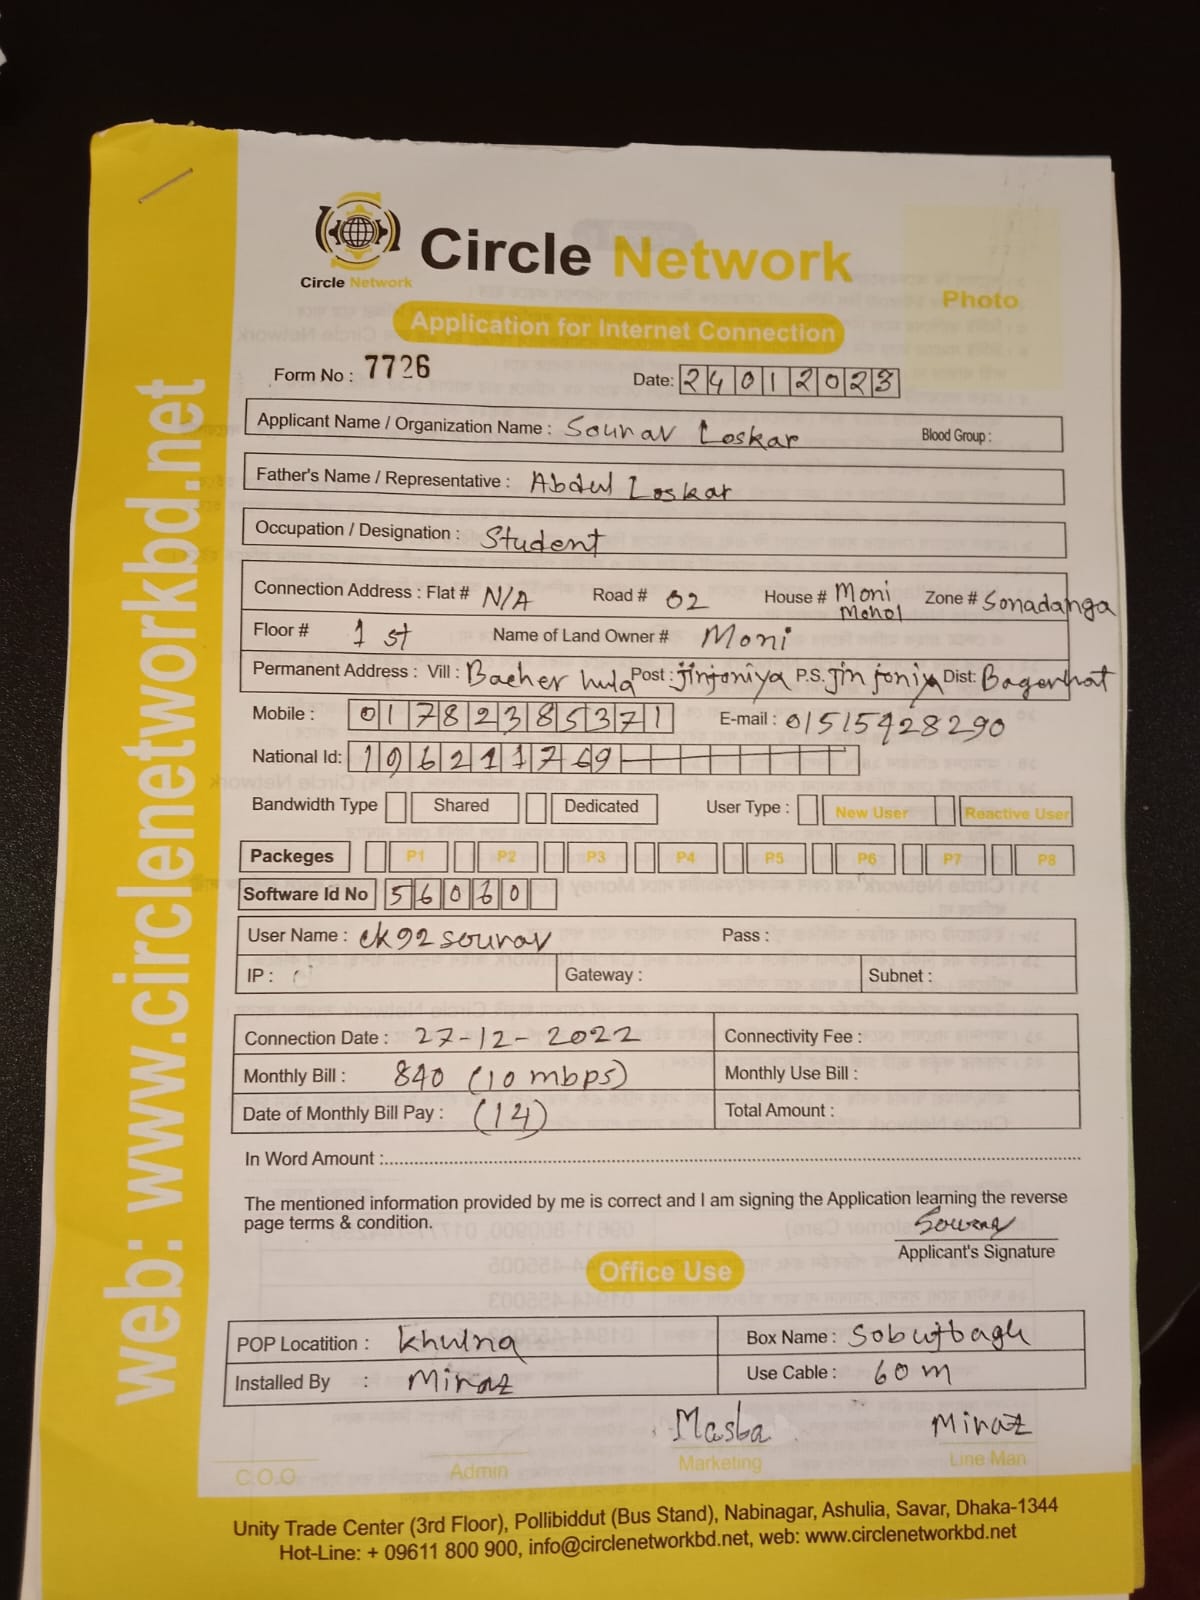 web: www.circlenetworkbd.net
Circle Network
Circle Network
Photo
Application for Internet Connection
Form No : 7726
Date: 24012023
Applicant Name / Organization Name : Sourav Loskar Blood Group :
Father's Name / Representative : Abdul Loskar
Occupation / Designation : Student
Connection Address : Flat # N/A Road # 02 House # Moni Mohol Zone # Sonadanga
Floor # 1 st Name of Land Owner # Moni
Permanent Address : Vill : Bacher hula Post : jinjoniya P.S. Jin joniya Dist: Bagerhat
Mobile : 01782385371 E-mail : 01515928290
National Id: 1962117769
Bandwidth Type Shared Dedicated User Type : New User Reactive User
Packeges P1 P2 P3 P4 P5 P6 P7 P8
Software Id No 56060
User Name : ck92sourav Pass :
IP : Gateway : Subnet :
Connection Date : 27-12-2022 Connectivity Fee :
Monthly Bill : 840 (10 mbps) Monthly Use Bill :
Date of Monthly Bill Pay : (14) Total Amount :
In Word Amount :
The mentioned information provided by me is correct and I am signing the Application learning the reverse
page terms & condition.
Sourav
Applicant's Signature
Office Use
POP Locatition : Khulna Box Name : Sobujbagh
Installed By : Miraz Use Cable : 60 m
Masba Miraz
C.O.O Admin Marketing Line Man
Unity Trade Center (3rd Floor), Pollibiddut (Bus Stand), Nabinagar, Ashulia, Savar, Dhaka-1344
Hot-Line: + 09611 800 900, info@circlenetworkbd.net, web: www.circlenetworkbd.net